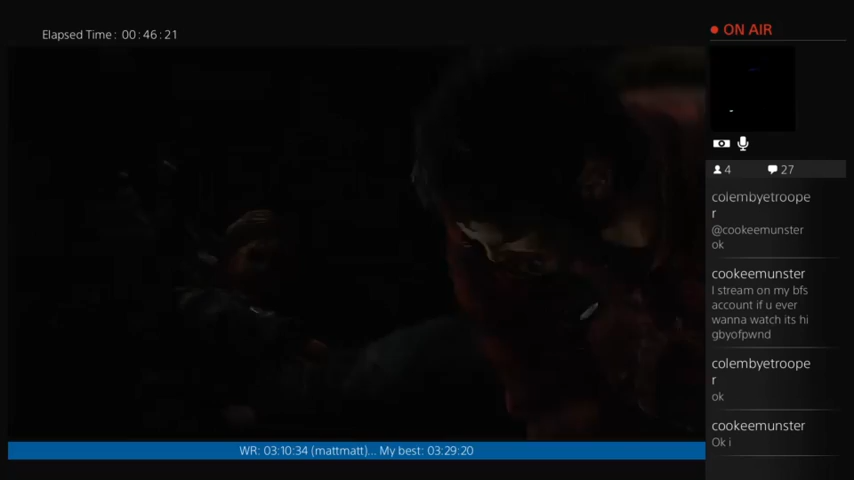 Elapsed Time: 00:46:21
ON AIR
4 27
colembyetroope
r
@cookeemunster
ok
cookeemunster
I stream on my bfs
account if u ever
wanna watch its hi
gbyofpwnd
colembyetroope
r
ok
cookeemunster
Ok i
WR: 03:10:34 (mattmatt)... My best: 03:29:20